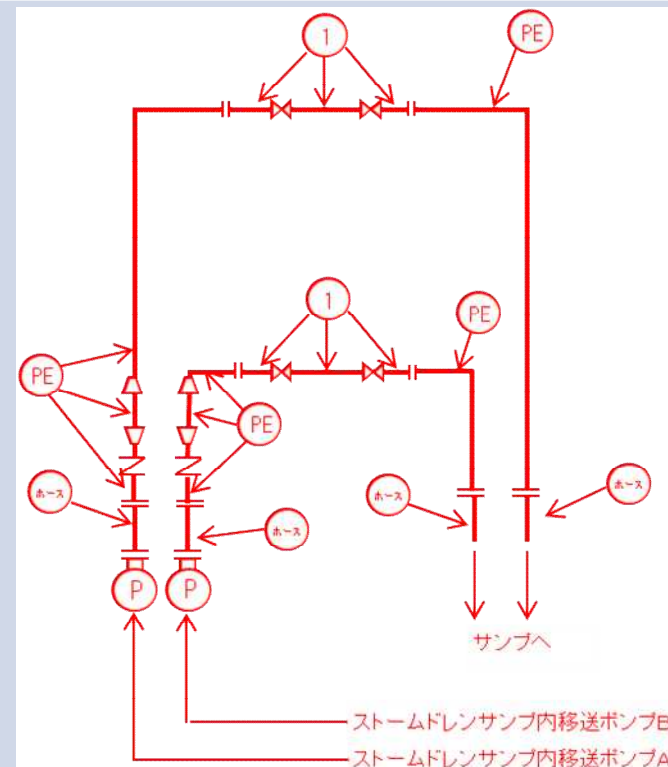 1
PE
1
PE
PE
PE
ホース
ホース
ホース
ホース
P
P
サンプへ
ストームドレンサンプ内移送ポンプB
ストームドレンサンプ内移送ポンプA